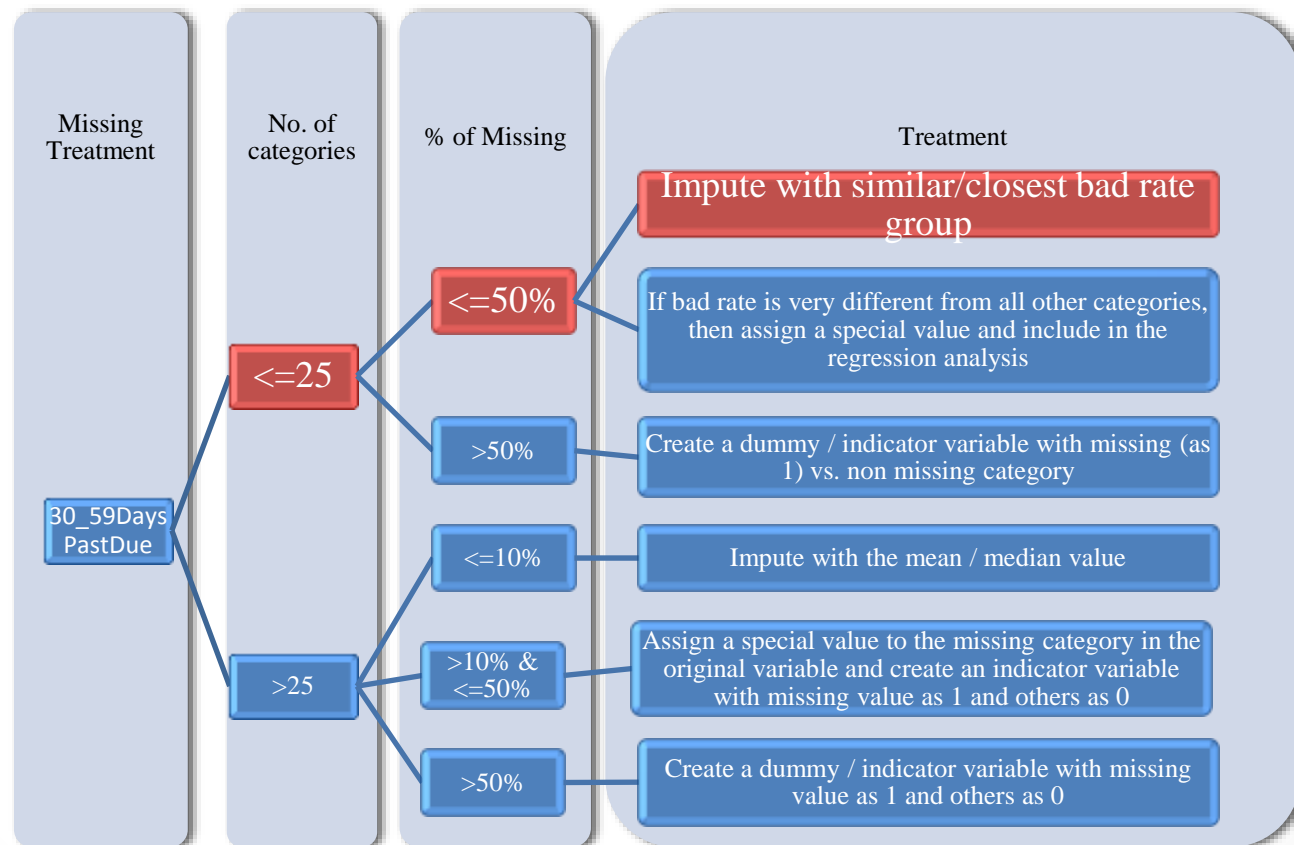 Missing
Treatment
No. of
categories
% of Missing
Treatment
Impute with similar/closest bad rate
group
<=50%
If bad rate is very different from all other categories,
then assign a special value and include in the
regression analysis
<=25
>50%
Create a dummy / indicator variable with missing (as
1) vs. non missing category
30_59Days
PastDue
<=10%
Impute with the mean / median value
>25
>10% &
<=50%
Assign a special value to the missing category in the
original variable and create an indicator variable
with missing value as 1 and others as 0
>50%
Create a dummy / indicator variable with missing
value as 1 and others as 0